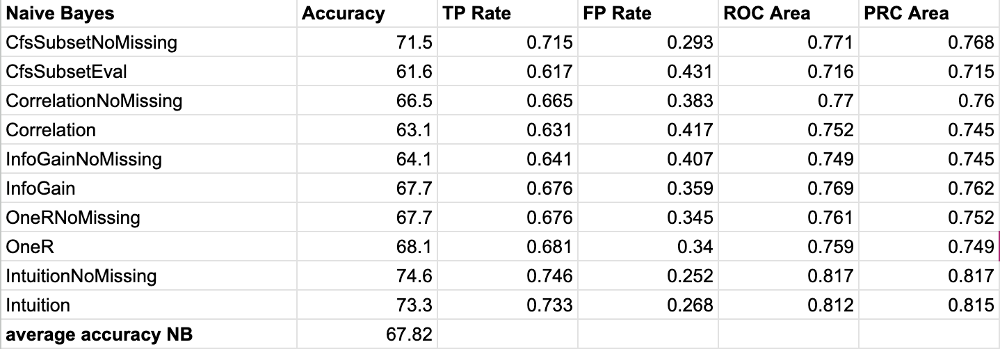 Naive Bayes Accuracy TP Rate FP Rate ROC Area PRC Area
CfsSubsetNoMissing 71.5 0.715 0.293 0.771 0.768
CfsSubsetEval 61.6 0.617 0.431 0.716 0.715
CorrelationNoMissing 66.5 0.665 0.383 0.77 0.76
Correlation 63.1 0.631 0.417 0.752 0.745
InfoGainNoMissing 64.1 0.641 0.407 0.749 0.745
InfoGain 67.7 0.676 0.359 0.769 0.762
OneRNoMissing 67.7 0.676 0.345 0.761 0.752
OneR 68.1 0.681 0.34 0.759 0.749
IntuitionNoMissing 74.6 0.746 0.252 0.817 0.817
Intuition 73.3 0.733 0.268 0.812 0.815
average accuracy NB 67.82